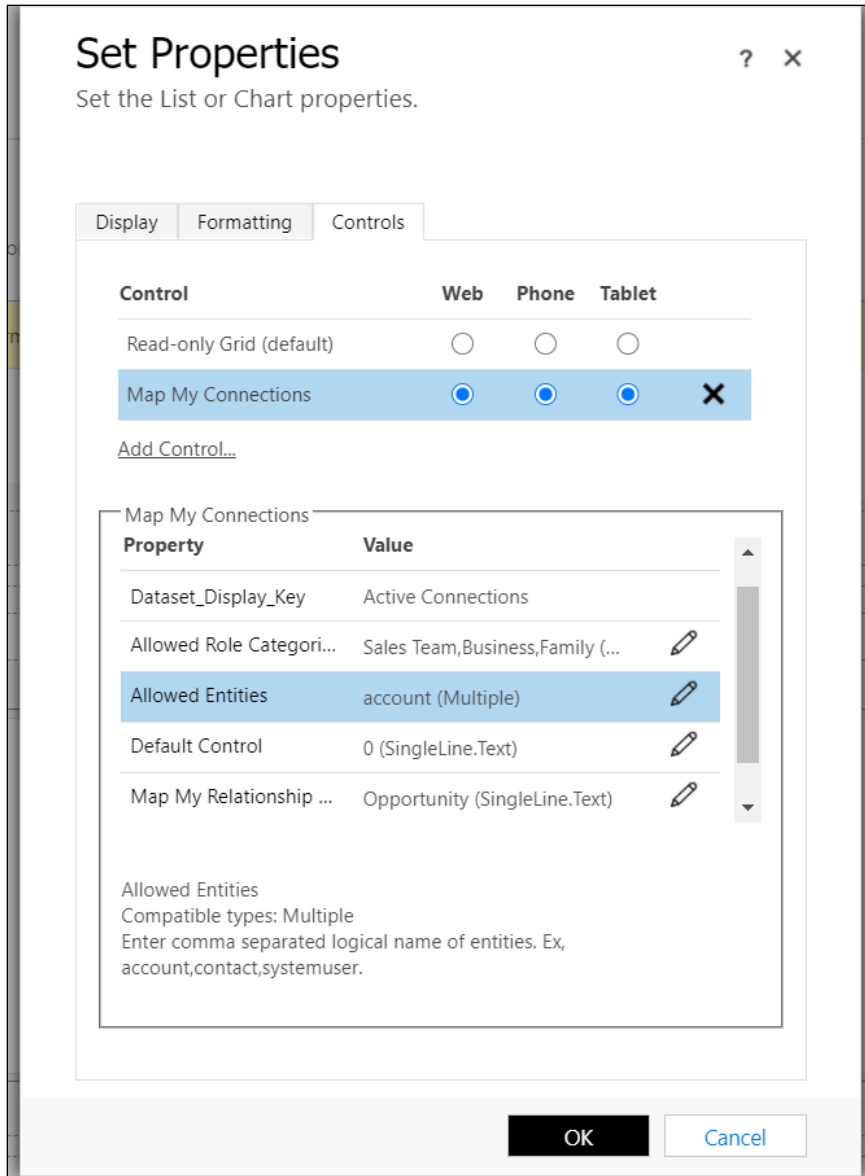 Set Properties
? ×
Set the List or Chart properties.
Display Formatting Controls
Control Web Phone Tablet
Read-only Grid (default)
Map My Connections
Add Control...
Map My Connections
Property Value
Dataset_Display_Key Active Connections
Allowed Role Categori... Sales Team,Business,Family (...
Allowed Entities account (Multiple)
Default Control 0 (SingleLine.Text)
Map My Relationship ... Opportunity (SingleLine.Text)
Allowed Entities
Compatible types: Multiple
Enter comma separated logical name of entities. Ex,
account,contact,systemuser.
OK Cancel